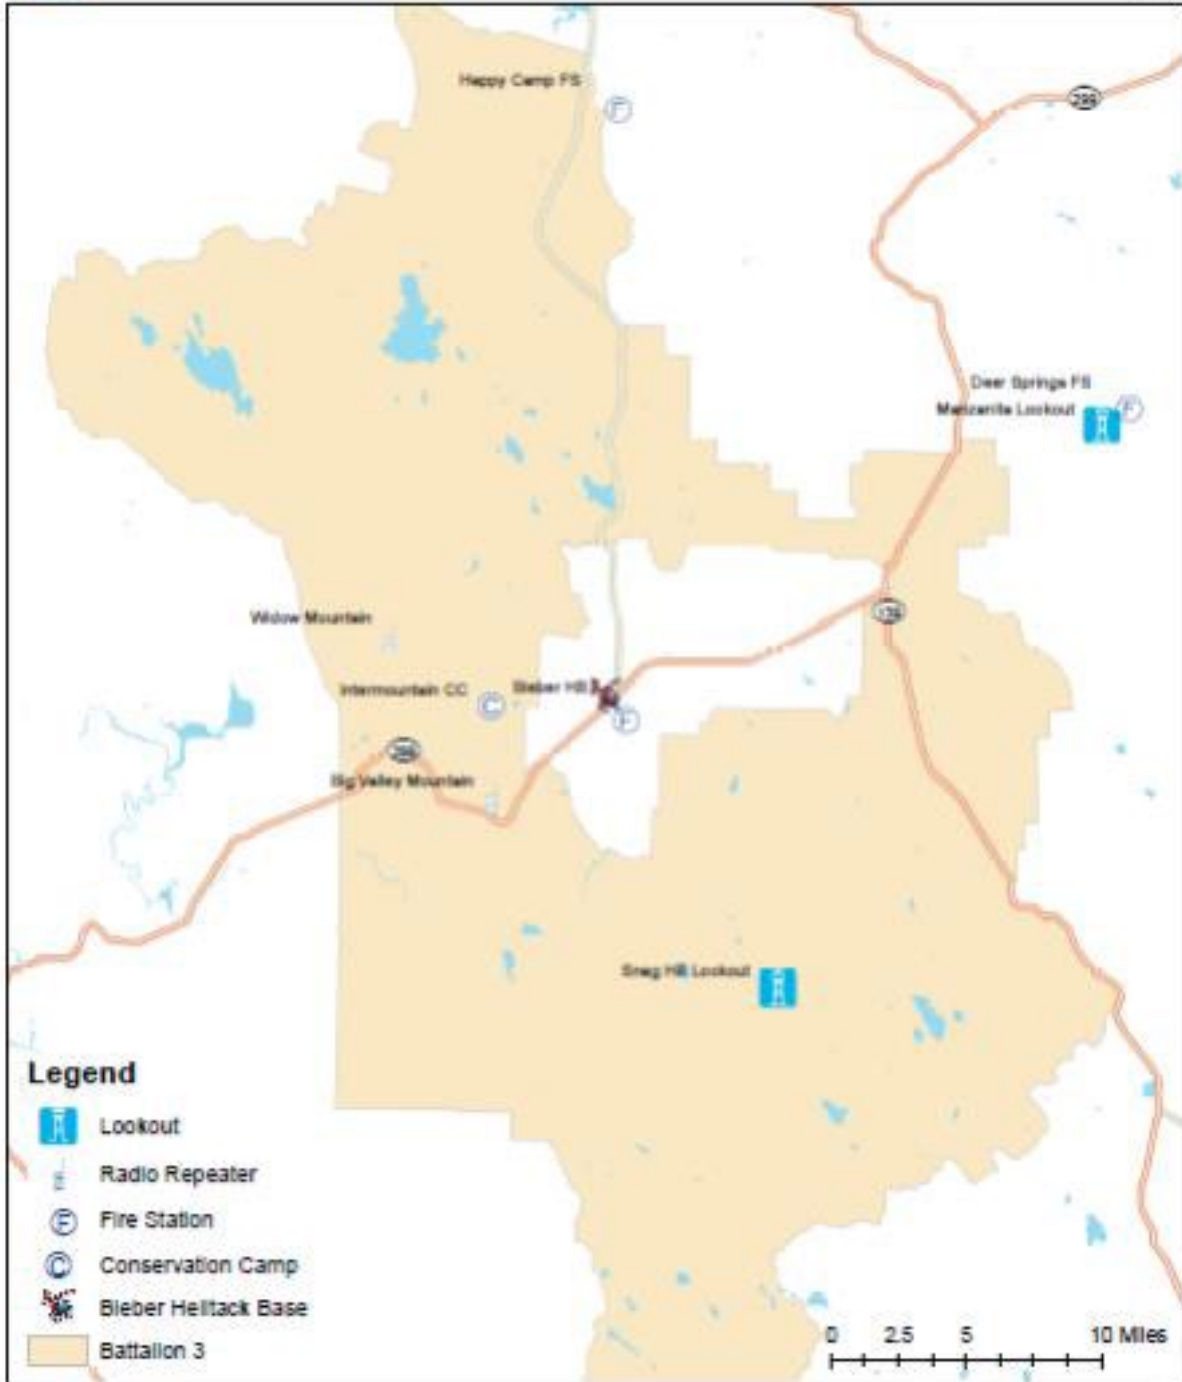 Happy Camp FS
299
Deer Springs FS
Manzanita Lookout
139
Widow Mountain
Intermountain CC
Bieber HB
299
Big Valley Mountain
Snag Hill Lookout
Legend
Lookout
Radio Repeater
F Fire Station
C Conservation Camp
Bieber Helitack Base
Battalion 3
0 2.5 5 10 Miles